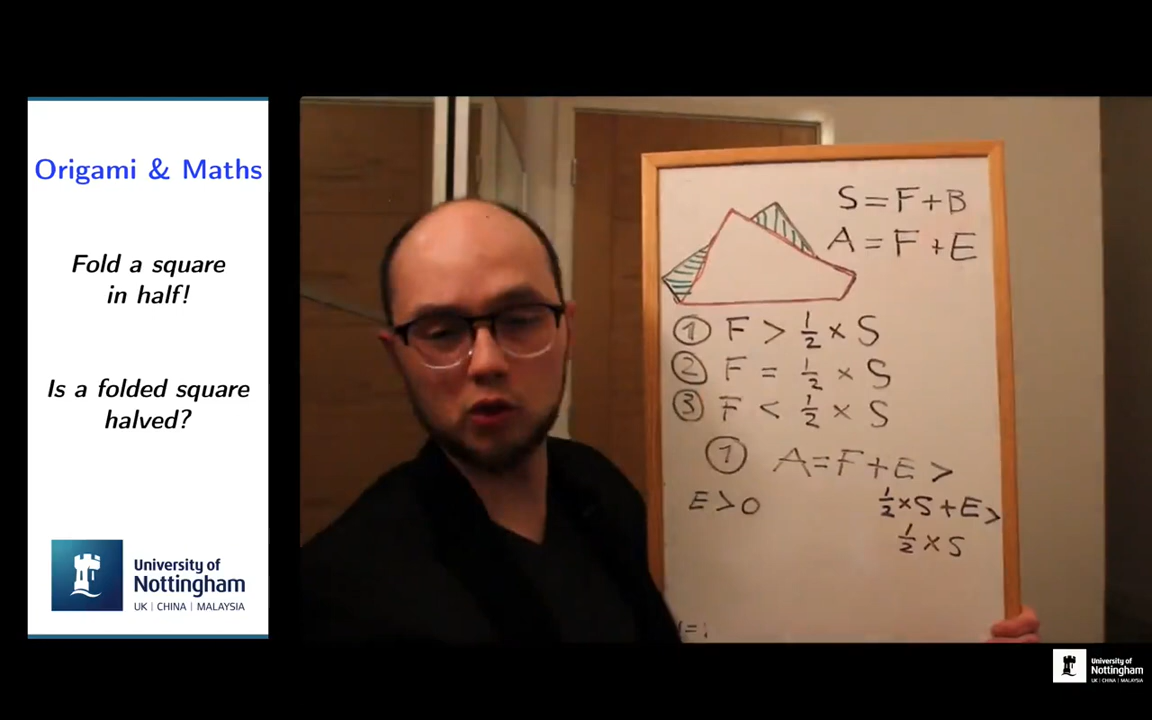 Origami & Maths
Fold a square
in half!
Is a folded square
halved?
University of
Nottingham
UK | CHINA | MALAYSIA
S=F+B
A=F+E
① F > ½ × S
② F = ½ × S
③ F < ½ × S
① A=F+E >
E>0 ½×S+E>
½×S
University of
Nottingham
UK | CHINA | MALAYSIA